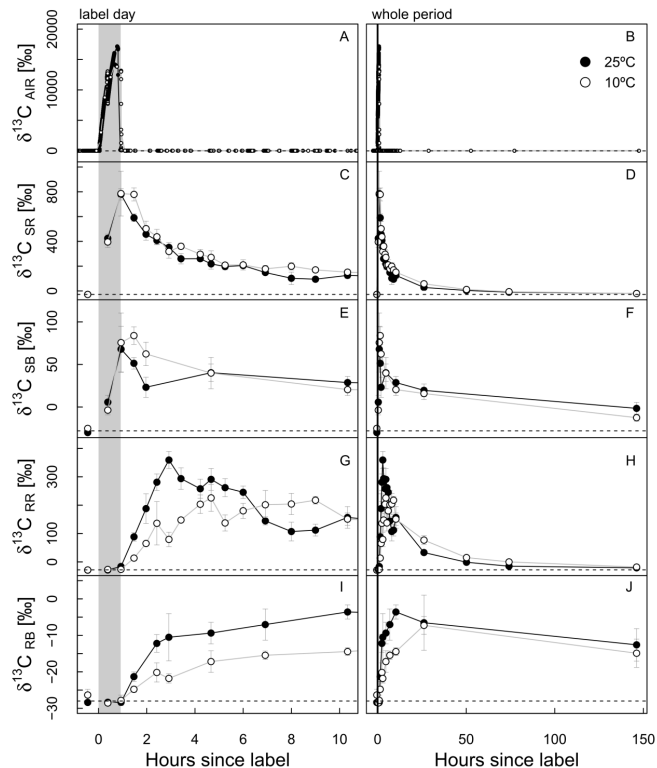 label day
whole period
A
B
δ13C AIR [‰]
0 10000 20000
25ºC
10ºC
C
D
δ13C SR [‰]
0 400 800
E
F
δ13C SB [‰]
0 50 100
G
H
δ13C RR [‰]
0 100 300
I
J
δ13C RB [‰]
−30 −20 −10 0
0 2 4 6 8 10
0 50 100 150
Hours since label
Hours since label